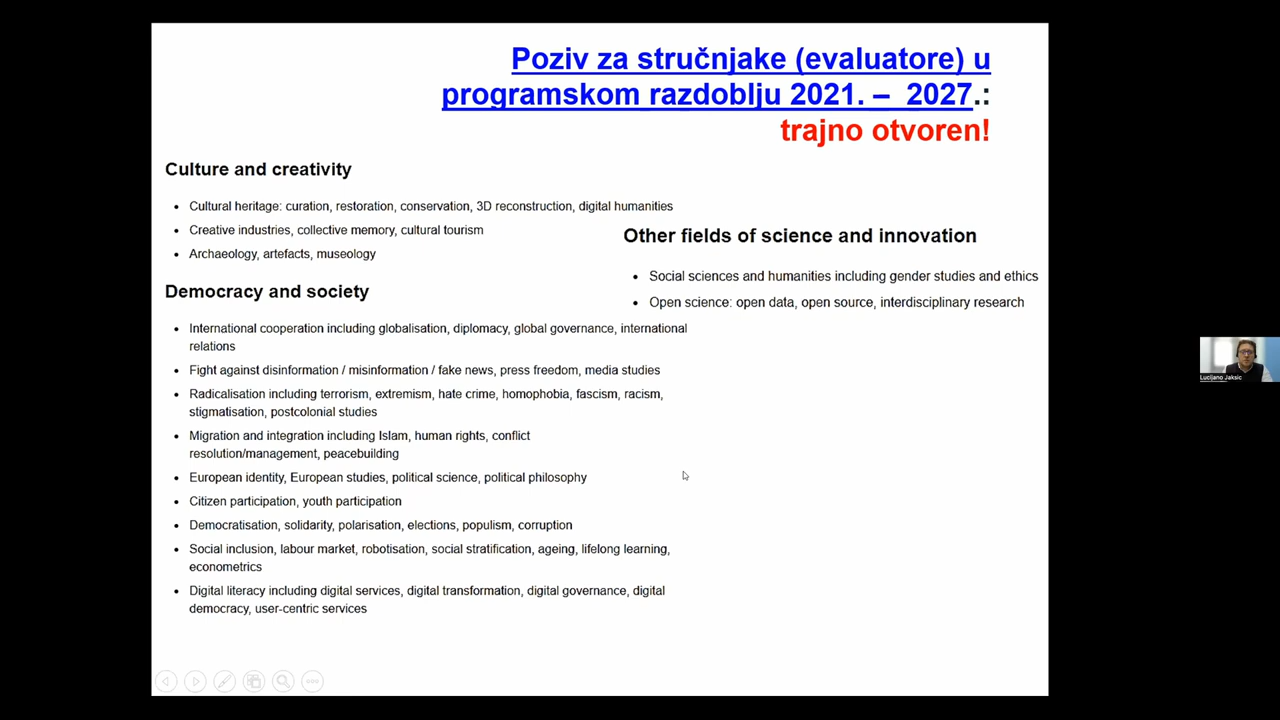 Poziv za stručnjake (evaluatore) u
programskom razdoblju 2021. – 2027.:
trajno otvoren!
Culture and creativity
• Cultural heritage: curation, restoration, conservation, 3D reconstruction, digital humanities
• Creative industries, collective memory, cultural tourism
• Archaeology, artefacts, museology
Democracy and society
• International cooperation including globalisation, diplomacy, global governance, international
relations
• Fight against disinformation / misinformation / fake news, press freedom, media studies
• Radicalisation including terrorism, extremism, hate crime, homophobia, fascism, racism,
stigmatisation, postcolonial studies
• Migration and integration including Islam, human rights, conflict
resolution/management, peacebuilding
• European identity, European studies, political science, political philosophy
• Citizen participation, youth participation
• Democratisation, solidarity, polarisation, elections, populism, corruption
• Social inclusion, labour market, robotisation, social stratification, ageing, lifelong learning,
econometrics
• Digital literacy including digital services, digital transformation, digital governance, digital
democracy, user-centric services
Other fields of science and innovation
• Social sciences and humanities including gender studies and ethics
• Open science: open data, open source, interdisciplinary research
Lucijano Jaksic